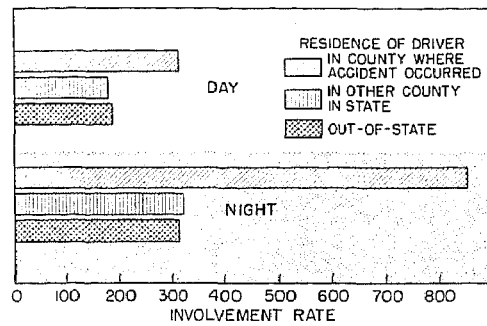 RESIDENCE OF DRIVER
IN COUNTY WHERE
ACCIDENT OCCURRED
DAY
IN OTHER COUNTY
IN STATE
OUT-OF-STATE
NIGHT
0 100 200 300 400 500 600 700 800
INVOLVEMENT RATE